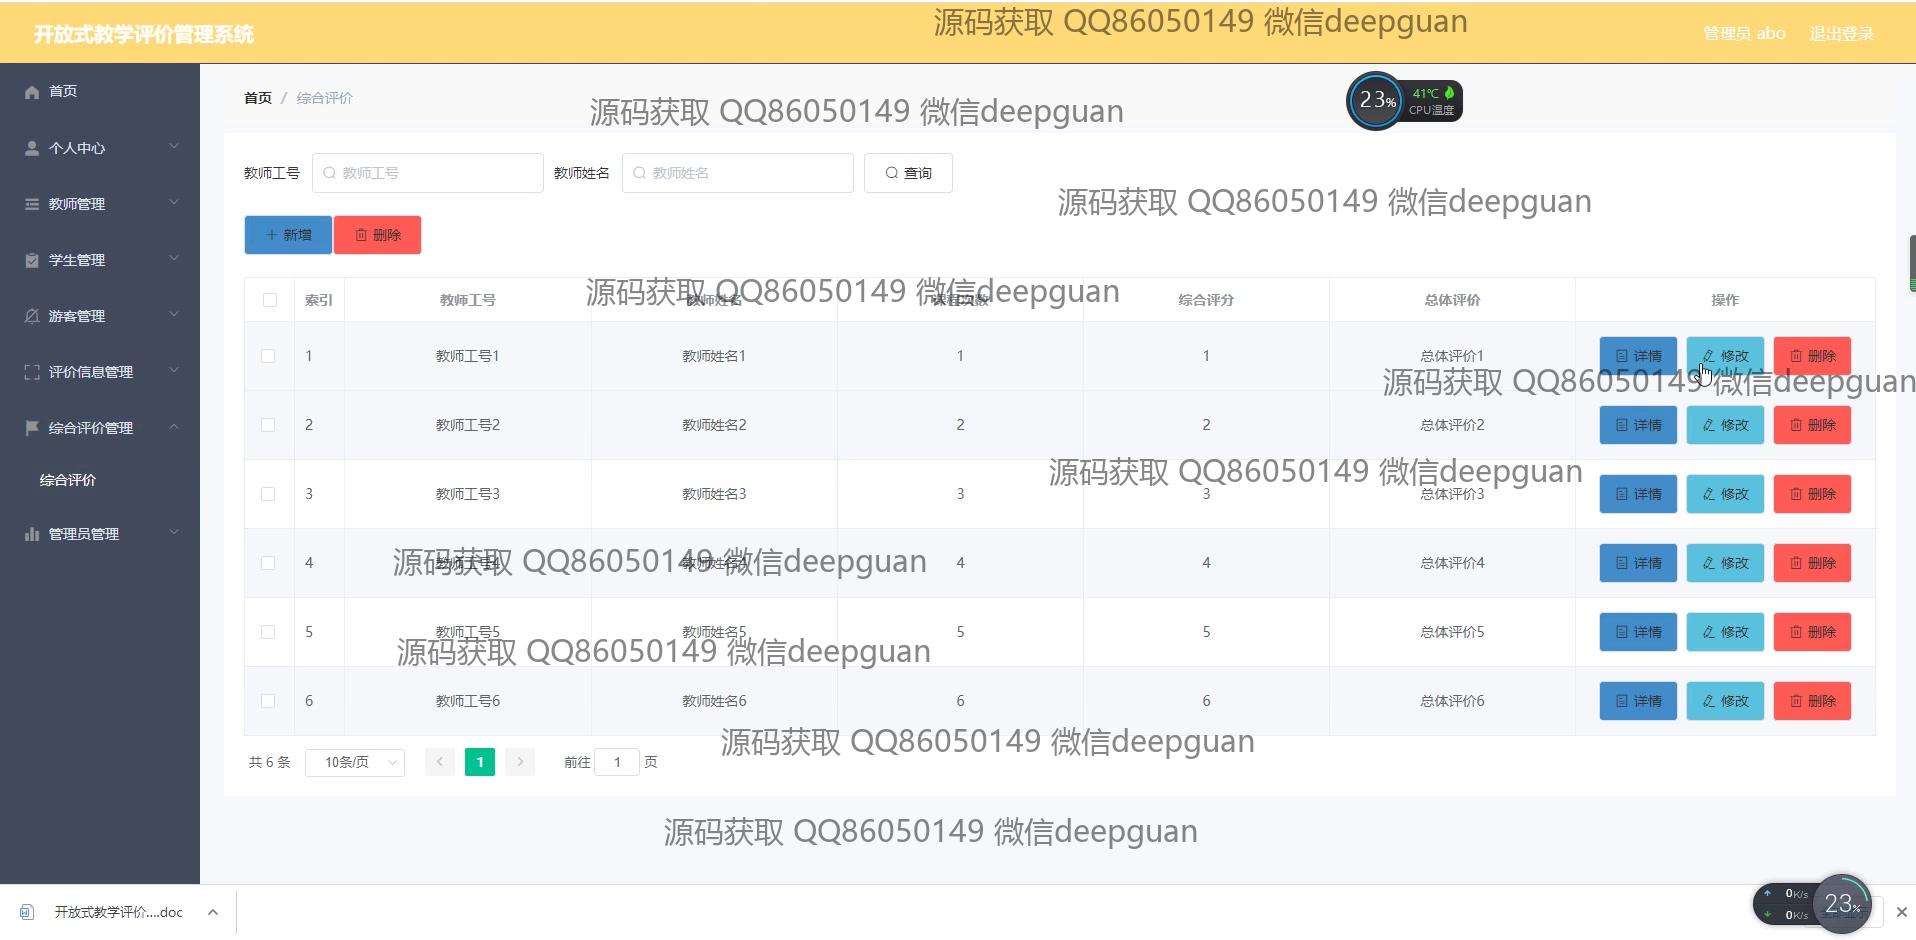 开放式教学评价管理系统
源码获取 QQ86050149 微信deepguan
管理员 abo 退出登录
首页
个人中心
教师管理
学生管理
游客管理
评价信息管理
综合评价管理
综合评价
管理员管理
首页 / 综合评价
源码获取 QQ86050149 微信deepguan
23% 41℃
CPU温度
教师工号 教师工号 教师姓名 教师姓名 查询
源码获取 QQ86050149 微信deepguan
新增 删除
源码获取 QQ86050149 微信deepguan
索引 教师工号 教师姓名 课程次数 综合评分 总体评价 操作
1 教师工号1 教师姓名1 1 1 总体评价1 详情 修改 删除
源码获取 QQ86050149 微信deepguan
2 教师工号2 教师姓名2 2 2 总体评价2 详情 修改 删除
源码获取 QQ86050149 微信deepguan
3 教师工号3 教师姓名3 3 3 总体评价3 详情 修改 删除
源码获取 QQ86050149 微信deepguan
4 教师工号4 教师姓名4 4 4 总体评价4 详情 修改 删除
5 教师工号5 教师姓名5 5 5 总体评价5 详情 修改 删除
源码获取 QQ86050149 微信deepguan
6 教师工号6 教师姓名6 6 6 总体评价6 详情 修改 删除
源码获取 QQ86050149 微信deepguan
共 6 条 10条/页 1 前往 1 页
源码获取 QQ86050149 微信deepguan
开放式教学评价....doc
0K/s
0K/s
23%